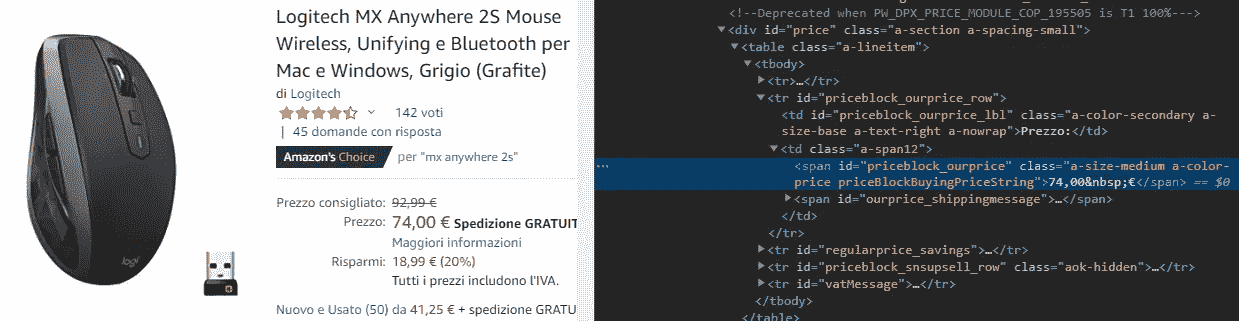 Logitech MX Anywhere 2S Mouse
Wireless, Unifying e Bluetooth per
Mac e Windows, Grigio (Grafite)
di Logitech
142 voti
| 45 domande con risposta
Amazon's Choice per "mx anywhere 2s"
Prezzo consigliato: 92,99 €
Prezzo: 74,00 € Spedizione GRATUIT
Maggiori informazioni
Risparmi: 18,99 € (20%)
Tutti i prezzi includono l'IVA.
Nuovo e Usato (50) da 41,25 € + spedizione GRATU
logi
<!--Deprecated when PW_DPX_PRICE_MODULE_COP_195505 is T1 100%--->
▼<div id="price" class="a-section a-spacing-small">
▼<table class="a-lineitem">
▼<tbody>
▶<tr>…</tr>
▼<tr id="priceblock_ourprice_row">
<td id="priceblock_ourprice_lbl" class="a-color-secondary a-
size-base a-text-right a-nowrap">Prezzo:</td>
▼<td class="a-span12">
… <span id="priceblock_ourprice" class="a-size-medium a-color-
price priceBlockBuyingPriceString">74,00&nbsp;€</span> == $0
▶<span id="ourprice_shippingmessage">…</span>
</td>
</tr>
▶<tr id="regularprice_savings">…</tr>
▶<tr id="priceblock_snsupsell_row" class="aok-hidden">…</tr>
▶<tr id="vatMessage">…</tr>
</tbody>
</table>